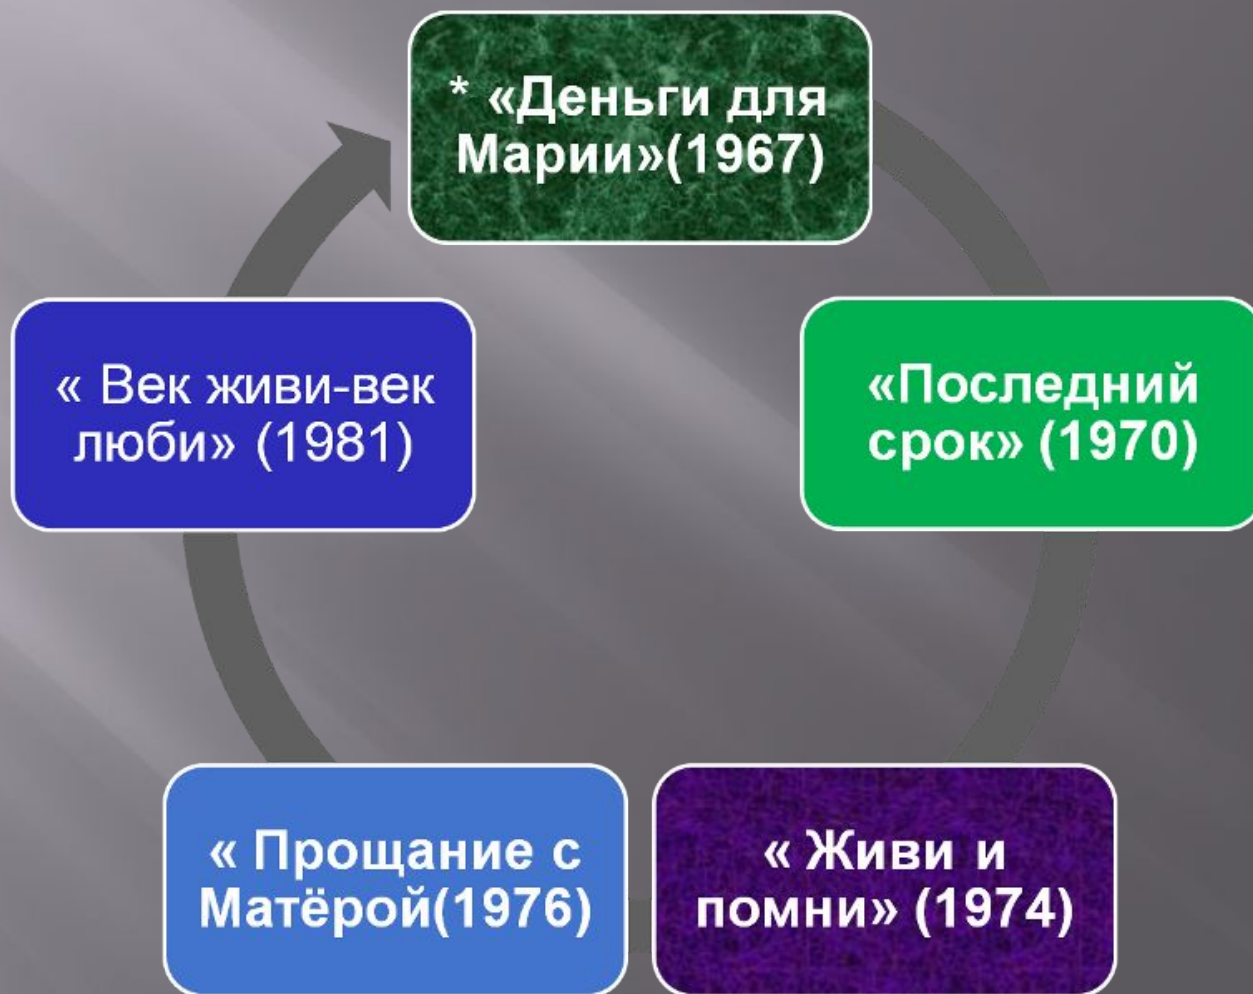 * «Деньги для
Марии»(1967)
«Последний
срок» (1970)
« Живи и
помни» (1974)
« Прощание с
Матёрой(1976)
« Век живи-век
люби» (1981)